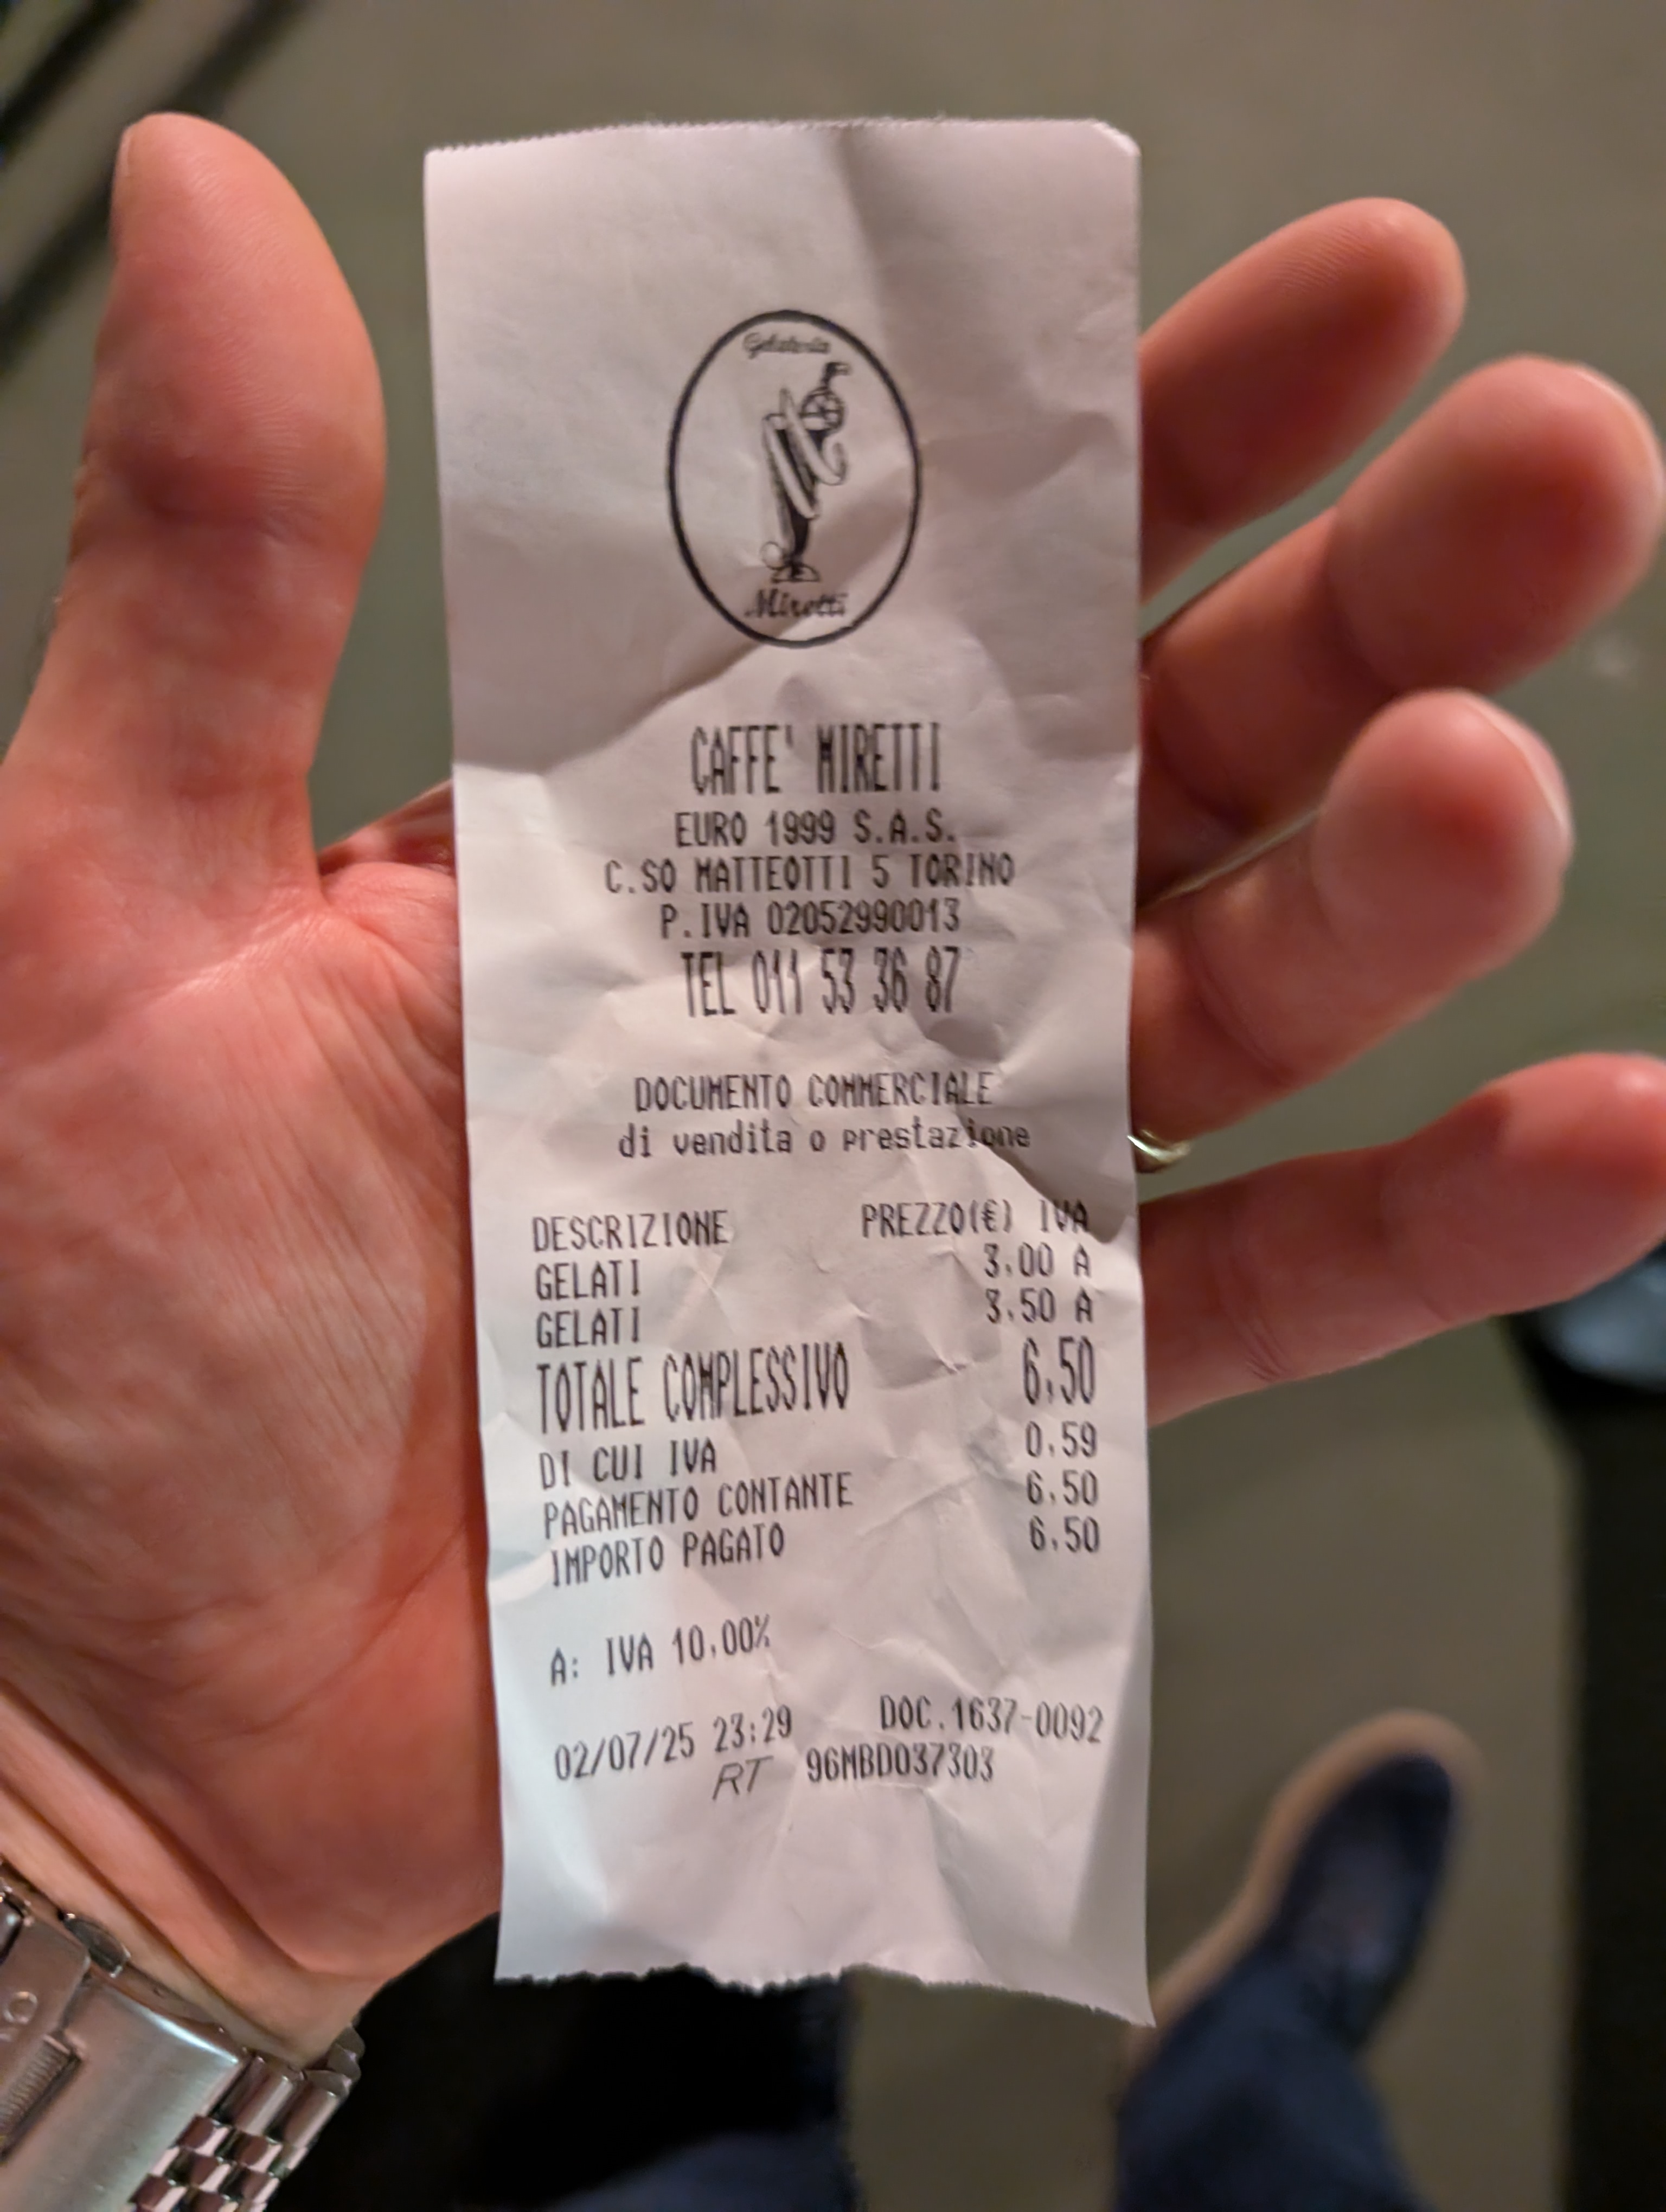 Gelateria
Miretti
CAFFE' MIRETTI
EURO 1999 S.A.S.
C.SO MATTEOTTI 5 TORINO
P.IVA 02052990013
TEL 011 53 36 87
DOCUMENTO COMMERCIALE
di vendita o prestazione
DESCRIZIONE PREZZO(€) IVA
GELATI 3.00 A
GELATI 3.50 A
TOTALE COMPLESSIVO 6.50
DI CUI IVA 0.59
PAGAMENTO CONTANTE 6.50
IMPORTO PAGATO 6.50
A: IVA 10.00%
02/07/25 23:29 DOC.1637-0092
RT 96MBD037303